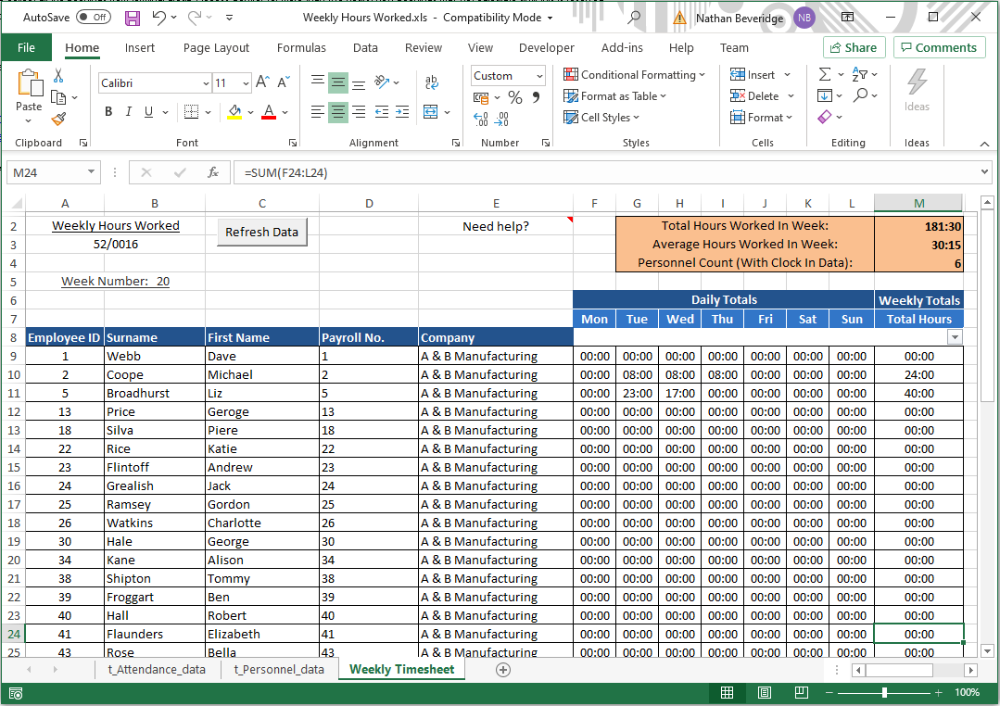 AutoSave Off Weekly Hours Worked.xls - Compatibility Mode Nathan Beveridge NB
File Home Insert Page Layout Formulas Data Review View Developer Add-ins Help Team Share Comments
Paste Calibri 11 B I U A A A ab Custom % Conditional Formatting Format as Table Cell Styles Insert Delete Format Ideas
Clipboard Font Alignment Number Styles Cells Editing Ideas
M24 fx =SUM(F24:L24)
A B C D E F G H I J K L M
2 Weekly Hours Worked Refresh Data Need help? Total Hours Worked In Week: 181:30
3 52/0016 Average Hours Worked In Week: 30:15
4 Personnel Count (With Clock In Data): 6
5 Week Number: 20
6 Daily Totals Weekly Totals
7 Mon Tue Wed Thu Fri Sat Sun Total Hours
8 Employee ID Surname First Name Payroll No. Company
9 1 Webb Dave 1 A & B Manufacturing 00:00 00:00 00:00 00:00 00:00 00:00 00:00 00:00
10 2 Coope Michael 2 A & B Manufacturing 00:00 08:00 08:00 08:00 00:00 00:00 00:00 24:00
11 5 Broadhurst Liz 5 A & B Manufacturing 00:00 23:00 17:00 00:00 00:00 00:00 00:00 40:00
12 13 Price Geroge 13 A & B Manufacturing 00:00 00:00 00:00 00:00 00:00 00:00 00:00 00:00
13 18 Silva Piere 18 A & B Manufacturing 00:00 00:00 00:00 00:00 00:00 00:00 00:00 00:00
14 22 Rice Katie 22 A & B Manufacturing 00:00 00:00 00:00 00:00 00:00 00:00 00:00 00:00
15 23 Flintoff Andrew 23 A & B Manufacturing 00:00 00:00 00:00 00:00 00:00 00:00 00:00 00:00
16 24 Grealish Jack 24 A & B Manufacturing 00:00 00:00 00:00 00:00 00:00 00:00 00:00 00:00
17 25 Ramsey Gordon 25 A & B Manufacturing 00:00 00:00 00:00 00:00 00:00 00:00 00:00 00:00
18 26 Watkins Charlotte 26 A & B Manufacturing 00:00 00:00 00:00 00:00 00:00 00:00 00:00 00:00
19 30 Hale George 30 A & B Manufacturing 00:00 00:00 00:00 00:00 00:00 00:00 00:00 00:00
20 34 Kane Alison 34 A & B Manufacturing 00:00 00:00 00:00 00:00 00:00 00:00 00:00 00:00
21 38 Shipton Tommy 38 A & B Manufacturing 00:00 00:00 00:00 00:00 00:00 00:00 00:00 00:00
22 39 Froggart Ben 39 A & B Manufacturing 00:00 00:00 00:00 00:00 00:00 00:00 00:00 00:00
23 40 Hall Robert 40 A & B Manufacturing 00:00 00:00 00:00 00:00 00:00 00:00 00:00 00:00
24 41 Flaunders Elizabeth 41 A & B Manufacturing 00:00 00:00 00:00 00:00 00:00 00:00 00:00 00:00
25 43 Rose Bella 43 A & B Manufacturing 00:00 00:00 00:00 00:00 00:00 00:00 00:00 00:00
t_Attendance_data t_Personnel_data Weekly Timesheet
100%